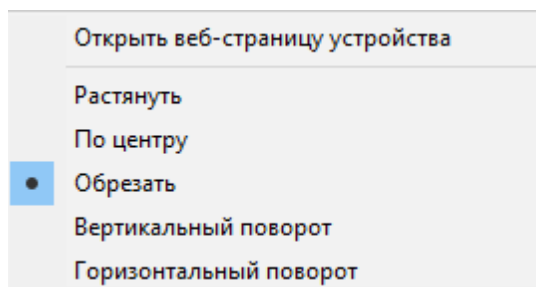 Открыть веб-страницу устройства
Растянуть
По центру
Обрезать
Вертикальный поворот
Горизонтальный поворот